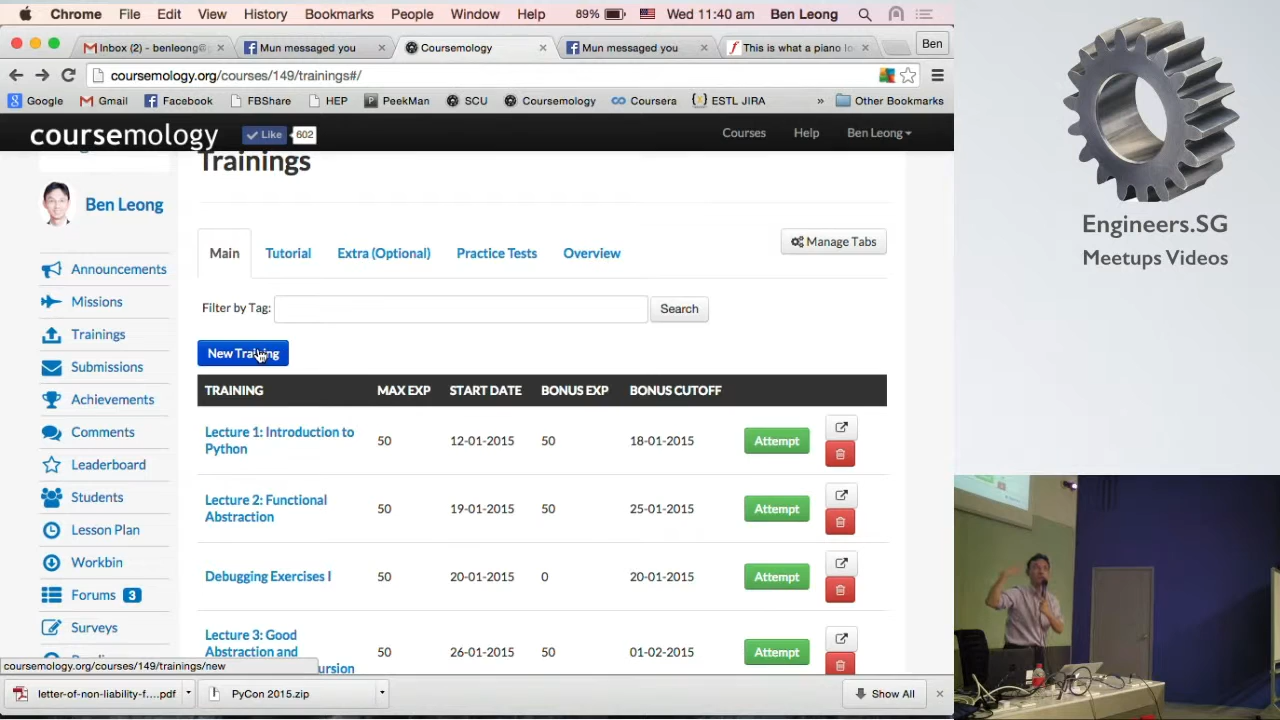 Chrome File Edit View History Bookmarks People Window Help 89% Wed 11:40 am Ben Leong
Inbox (2) - benleong@ × Mun messaged you × Coursemology × Mun messaged you × This is what a piano lo × Ben
coursemology.org/courses/149/trainings#/
Google Gmail Facebook FBShare HEP PeekMan SCU Coursemology Coursera ESTL JIRA » Other Bookmarks
coursemology Like 602 Courses Help Ben Leong
Trainings
Ben Leong
Announcements
Missions
Trainings
Submissions
Achievements
Comments
Leaderboard
Students
Lesson Plan
Workbin
Forums 3
Surveys
Main Tutorial Extra (Optional) Practice Tests Overview Manage Tabs
Filter by Tag: Search
New Training
TRAINING MAX EXP START DATE BONUS EXP BONUS CUTOFF
Lecture 1: Introduction to
Python
50 12-01-2015 50 18-01-2015 Attempt
Lecture 2: Functional
Abstraction
50 19-01-2015 50 25-01-2015 Attempt
Debugging Exercises I 50 20-01-2015 0 20-01-2015 Attempt
Lecture 3: Good
Abstraction and
50 26-01-2015 50 01-02-2015 Attempt
coursemology.org/courses/149/trainings/new
letter-of-non-liability-f....pdf PyCon 2015.zip Show All ×
Engineers.SG
Meetups Videos